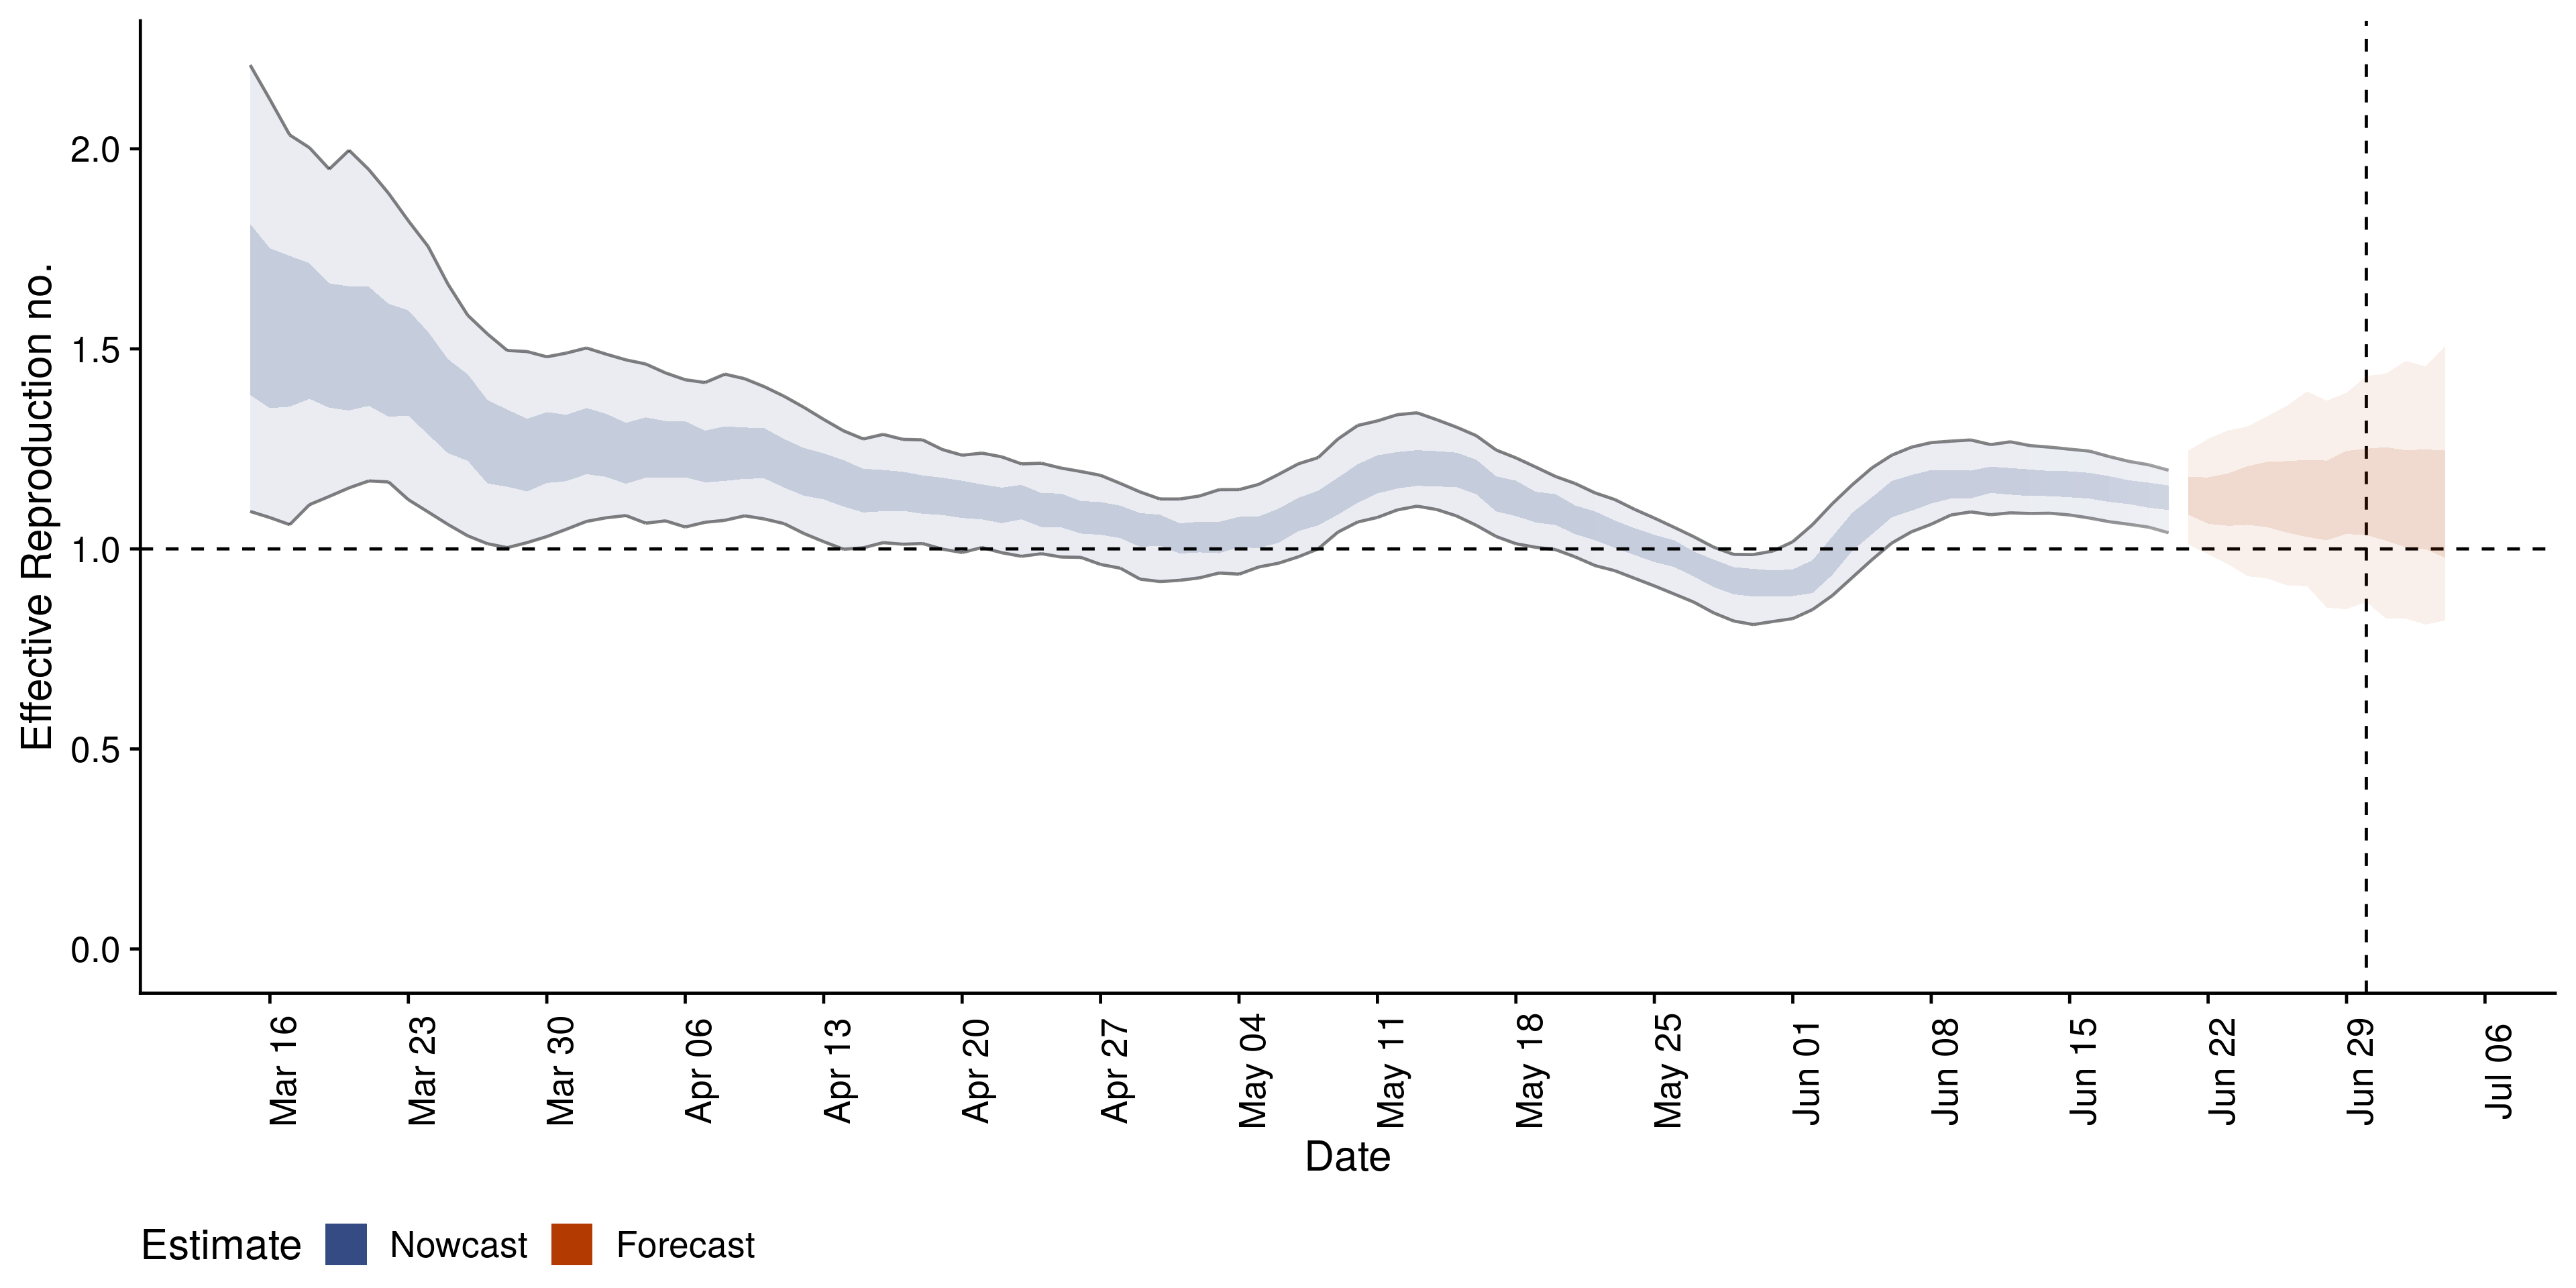 Effective Reproduction no.
2.0
1.5
1.0
0.5
0.0
Mar 16
Mar 23
Mar 30
Apr 06
Apr 13
Apr 20
Apr 27
May 04
May 11
May 18
May 25
Jun 01
Jun 08
Jun 15
Jun 22
Jun 29
Jul 06
Date
Estimate Nowcast Forecast